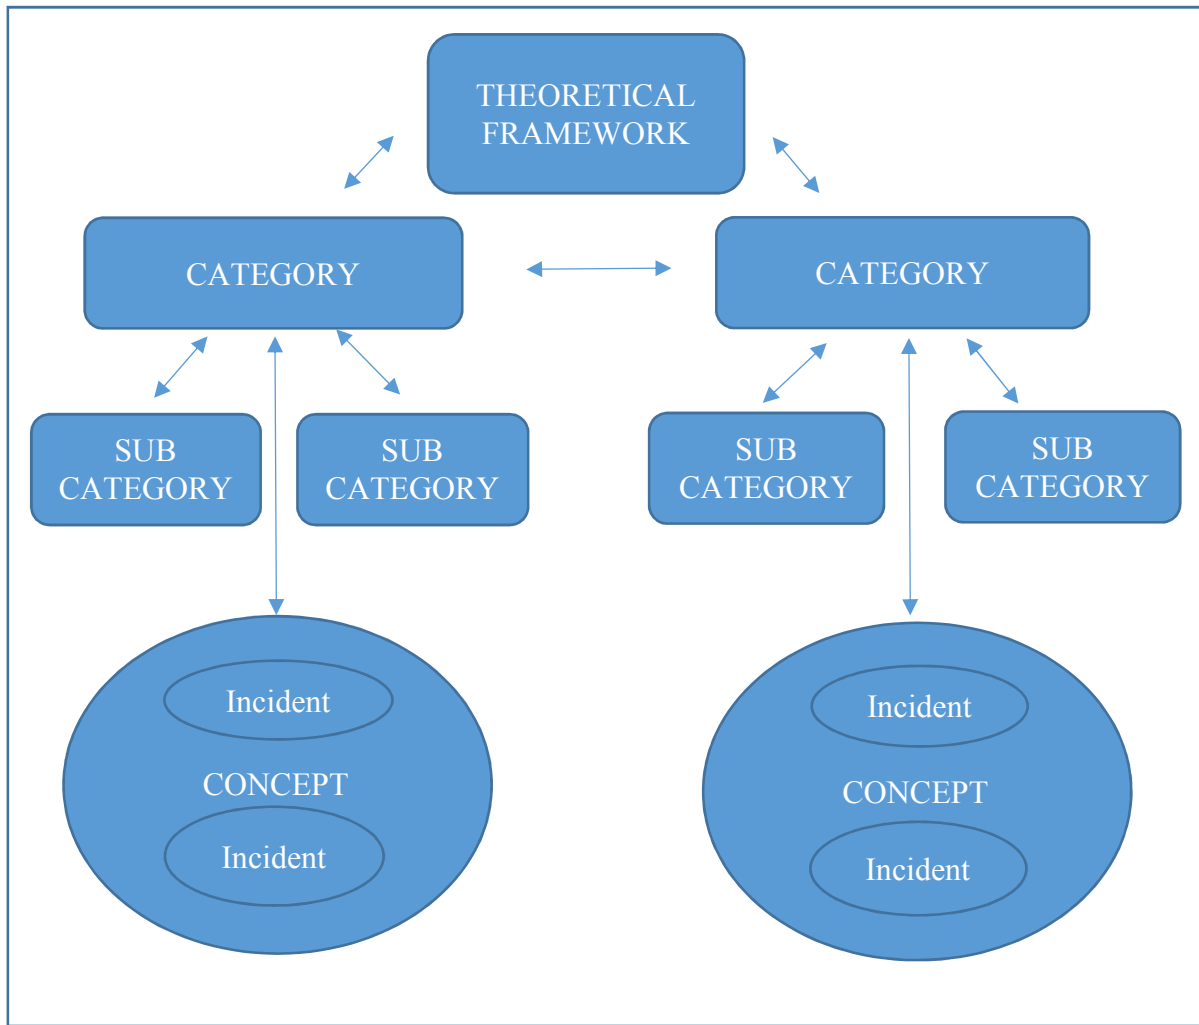 THEORETICAL
FRAMEWORK
CATEGORY
CATEGORY
SUB
CATEGORY
SUB
CATEGORY
SUB
CATEGORY
SUB
CATEGORY
Incident
CONCEPT
Incident
Incident
CONCEPT
Incident